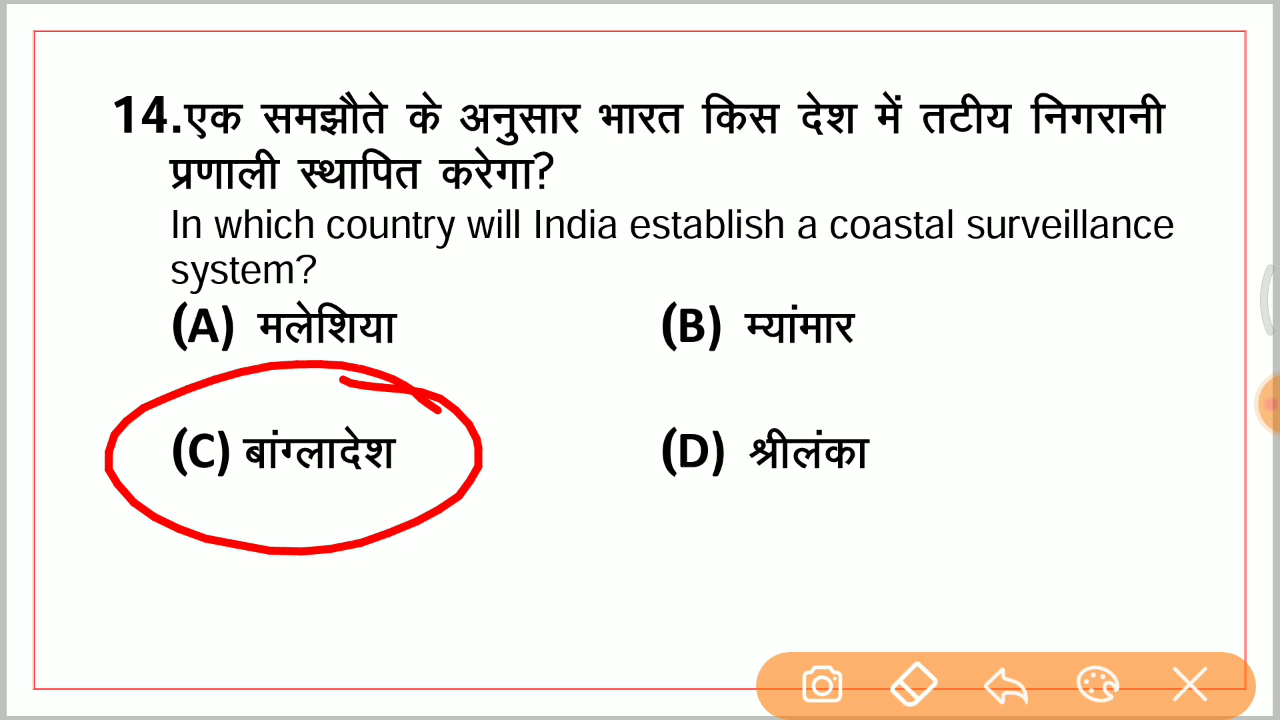 14.एक समझौते के अनुसार भारत किस देश में तटीय निगरानी
प्रणाली स्थापित करेगा?
In which country will India establish a coastal surveillance
system?
(A) मलेशिया (B) म्यांमार
(C) बांग्लादेश (D) श्रीलंका